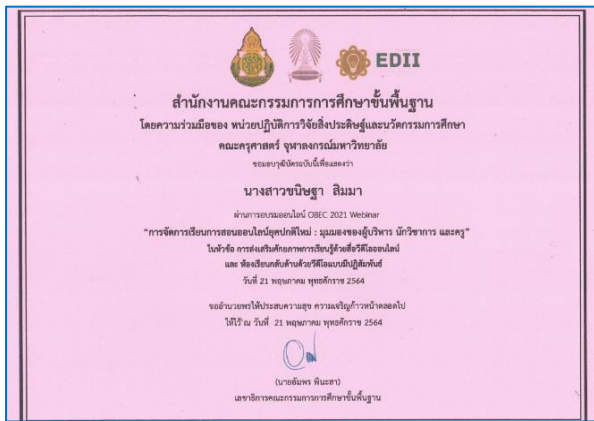 EDII
สำนักงานคณะกรรมการการศึกษาขั้นพื้นฐาน
โดยความร่วมมือของ หน่วยปฏิบัติการวิจัยสิ่งประดิษฐ์และนวัตกรรมการศึกษา
คณะครุศาสตร์ จุฬาลงกรณ์มหาวิทยาลัย
ขอมอบวุฒิบัตรฉบับนี้เพื่อแสดงว่า
นางสาวขนิษฐา สิมมา
ผ่านการอบรมออนไลน์ OBEC 2021 Webinar
“การจัดการเรียนการสอนออนไลน์ยุคปกติใหม่ : มุมมองของผู้บริหาร นักวิชาการ และครู”
ในหัวข้อ การส่งเสริมศักยภาพการเรียนรู้ด้วยสื่อวีดีโอออนไลน์
และ ห้องเรียนกลับด้านด้วยวีดีโอแบบมีปฏิสัมพันธ์
วันที่ 21 พฤษภาคม พุทธศักราช 2564
ขออำนวยพรให้ประสบความสุข ความเจริญก้าวหน้าตลอดไป
ให้ไว้ ณ วันที่ 21 พฤษภาคม พุทธศักราช 2564
(นายอัมพร พินะสา)
เลขาธิการคณะกรรมการการศึกษาขั้นพื้นฐาน